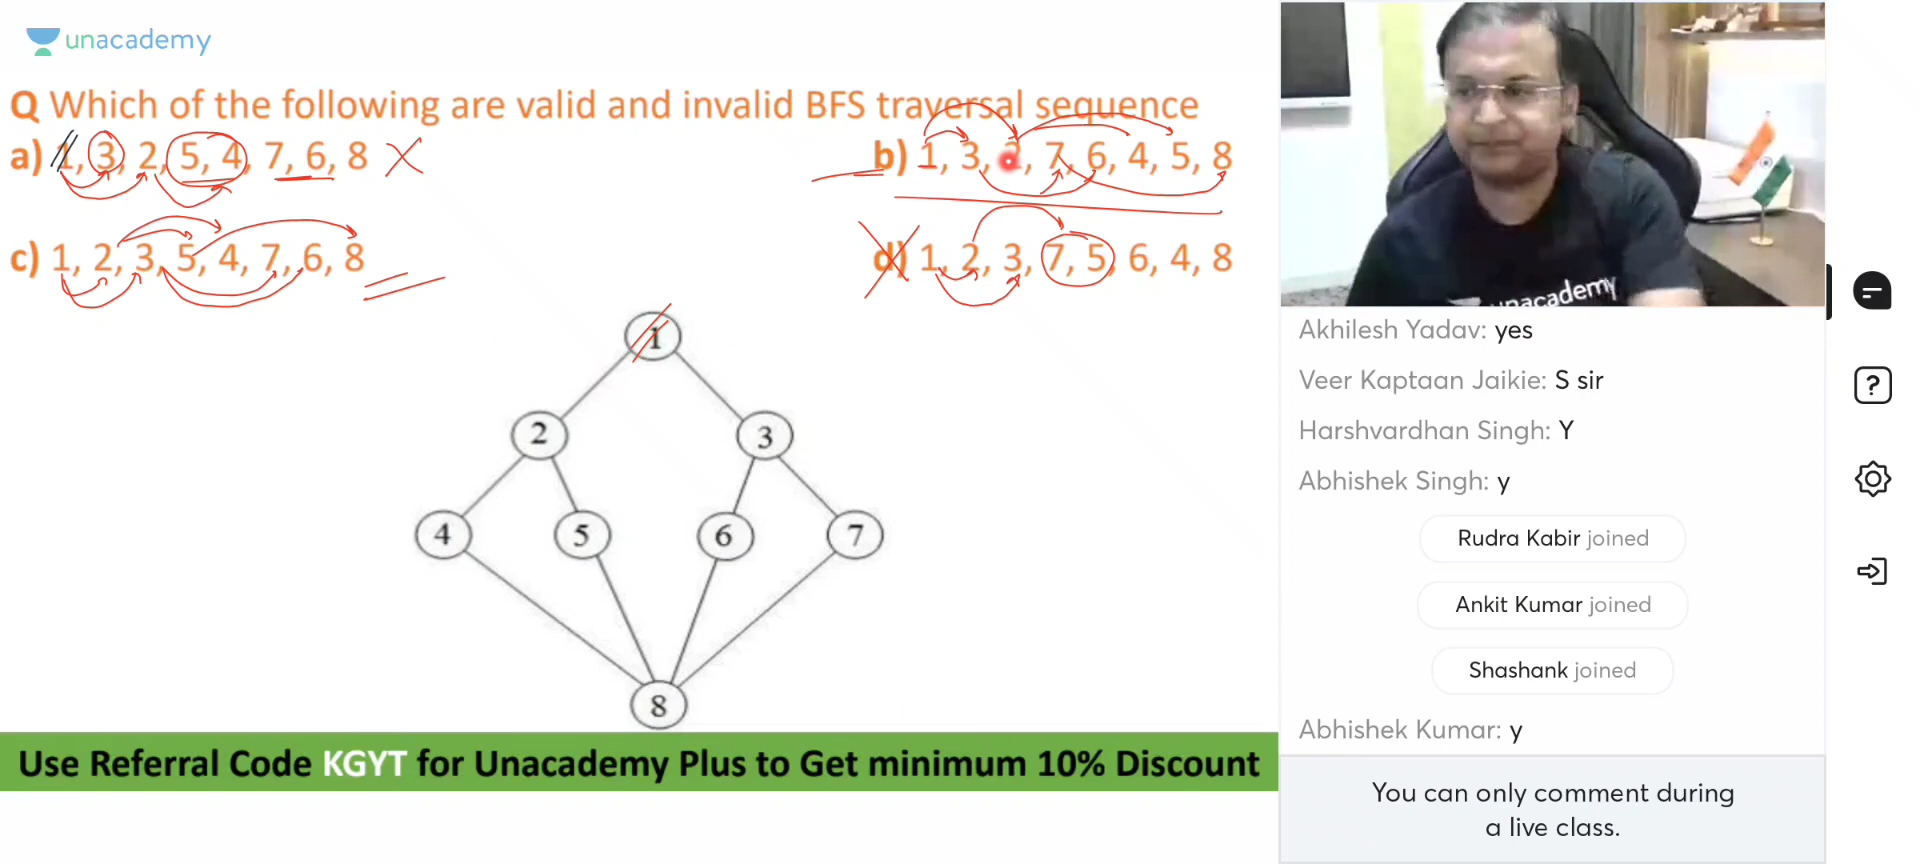 unacademy
Q Which of the following are valid and invalid BFS traversal sequence
a) 1, 3, 2, 5, 4, 7, 6, 8
b) 1, 3, 2, 7, 6, 4, 5, 8
c) 1, 2, 3, 5, 4, 7, 6, 8
d) 1, 2, 3, 7, 5, 6, 4, 8
1
2
3
4
5
6
7
8
Use Referral Code KGYT for Unacademy Plus to Get minimum 10% Discount
unacademy
Akhilesh Yadav: yes
Veer Kaptaan Jaikie: S sir
Harshvardhan Singh: Y
Abhishek Singh: y
Rudra Kabir joined
Ankit Kumar joined
Shashank joined
Abhishek Kumar: y
You can only comment during
a live class.
?